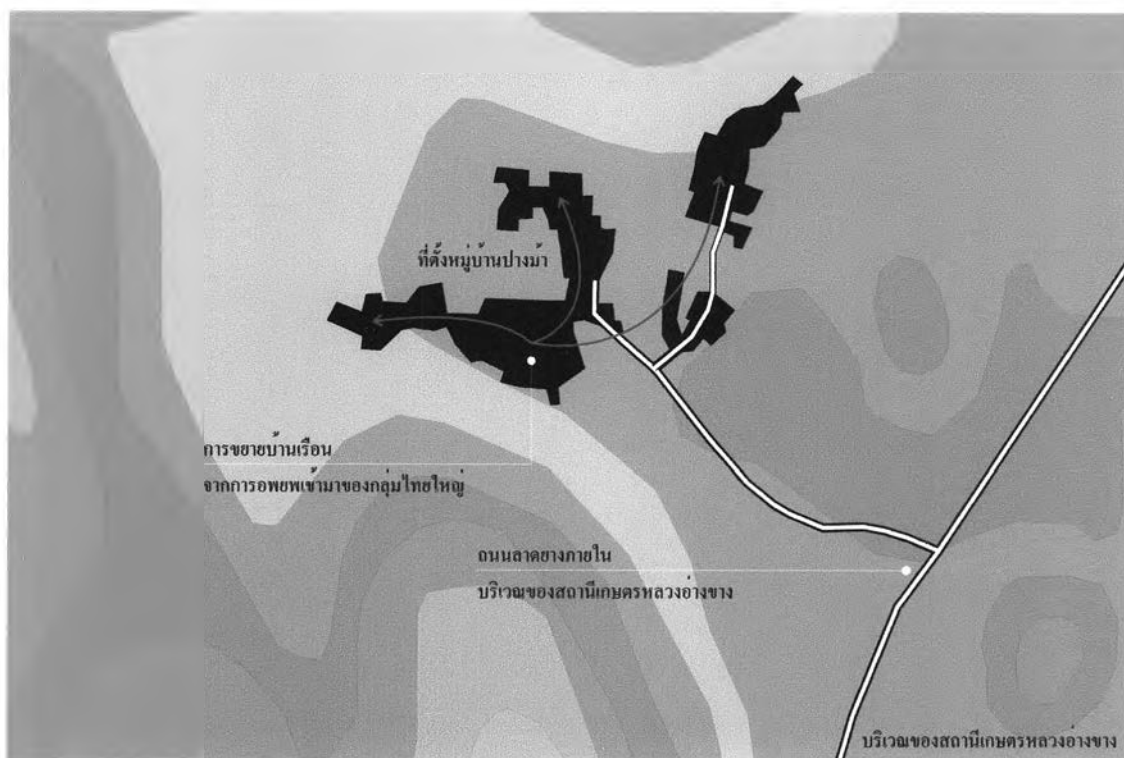 ที่ตั้งหมู่บ้านปางม้า
การขยายบ้านเรือน
จากการอพยพเข้ามาของกลุ่มไทยใหญ่
ถนนลาดยางภายใน
บริเวณของสถานีเกษตรหลวงอ่างขาง
บริเวณของสถานีเกษตรหลวงอ่างขาง